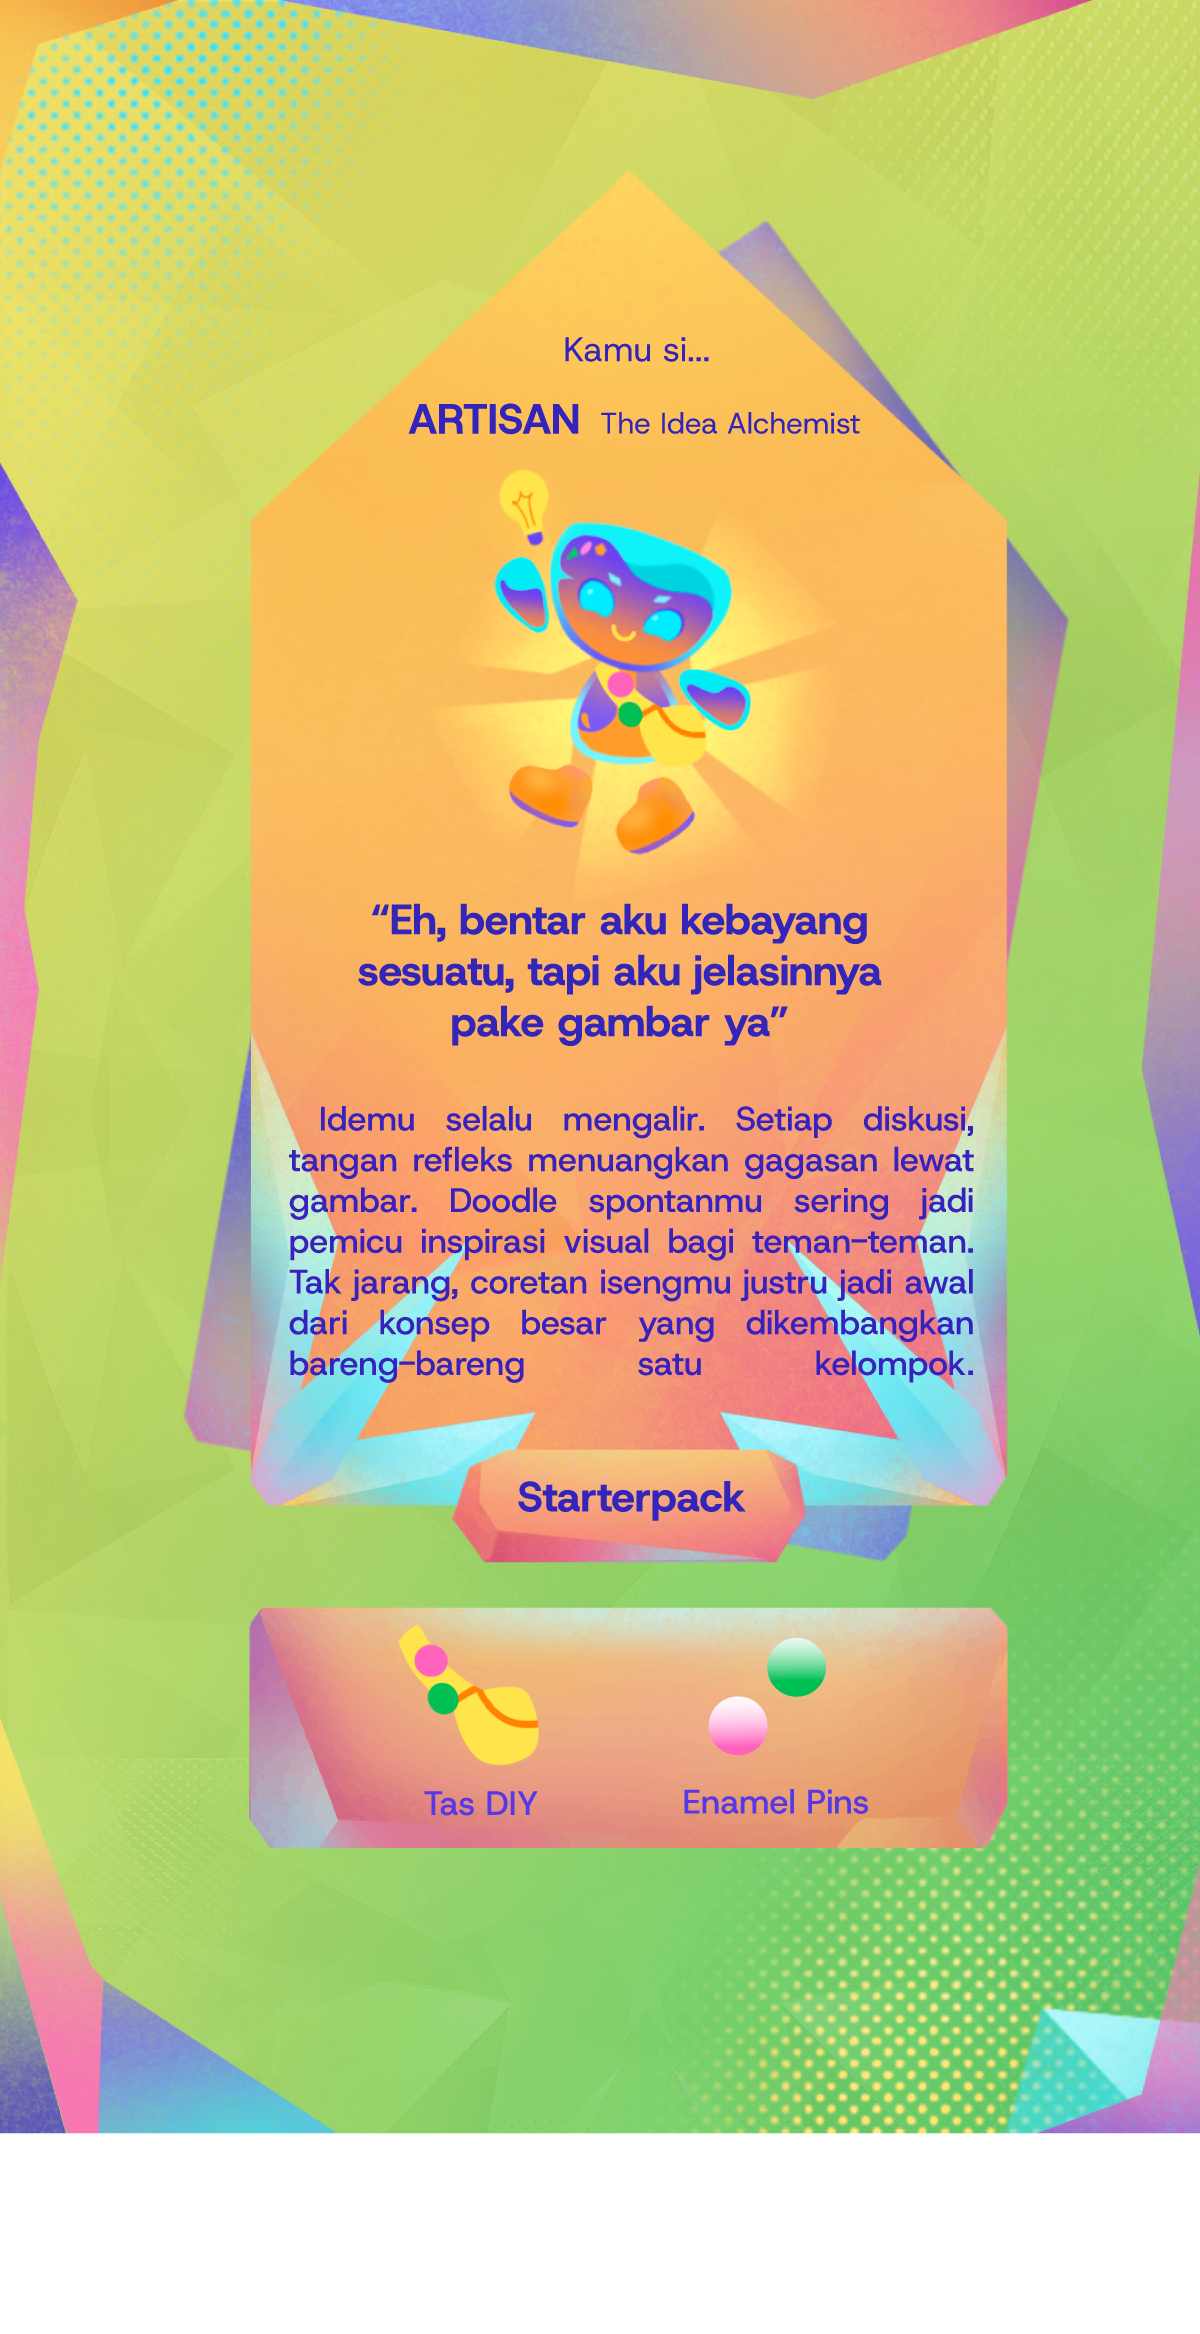 Kamu si...
ARTISAN The Idea Alchemist
“Eh, bentar aku kebayang
sesuatu, tapi aku jelasinnya
pake gambar ya”
Idemu selalu mengalir. Setiap diskusi,
tangan refleks menuangkan gagasan lewat
gambar. Doodle spontanmu sering jadi
pemicu inspirasi visual bagi teman-teman.
Tak jarang, coretan isengmu justru jadi awal
dari konsep besar yang dikembangkan
bareng-bareng satu kelompok.
Starterpack
Tas DIY
Enamel Pins